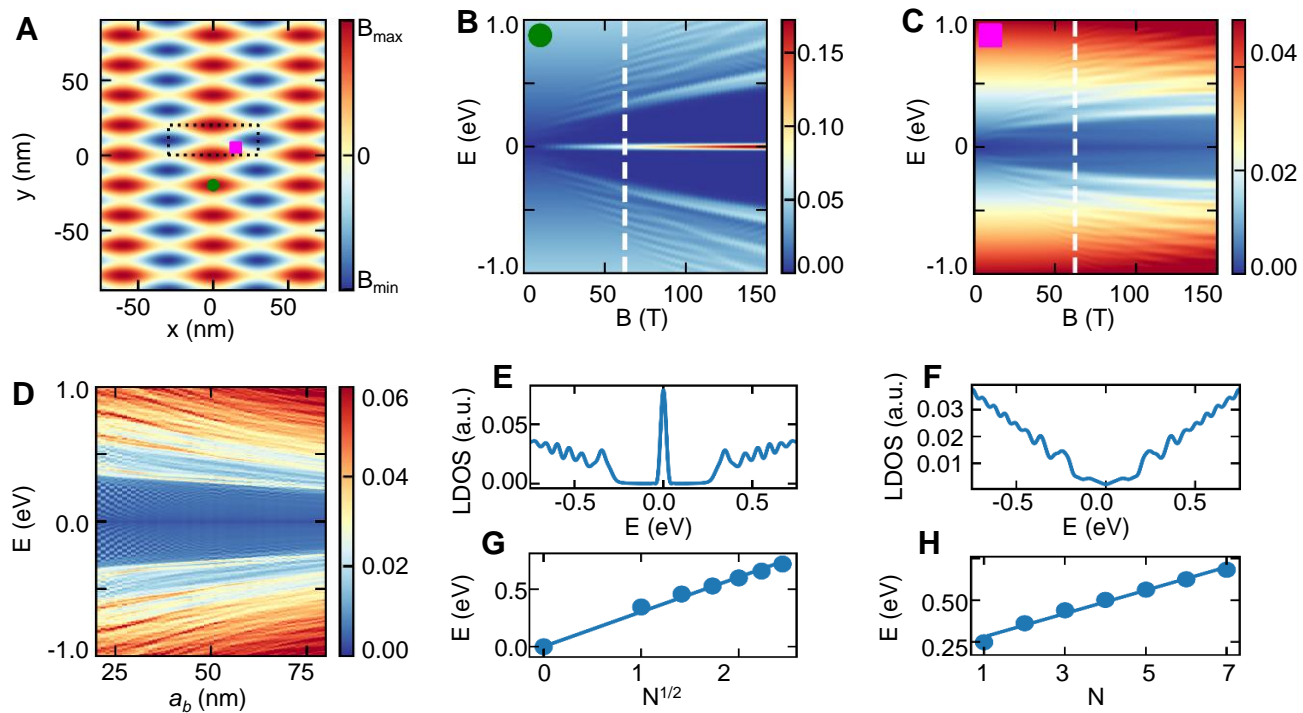 A
B
C
B_max
0
B_min
50
0
-50
y (nm)
-50
0
50
x (nm)
1.0
0
-1.0
E (eV)
0
50
100
150
B (T)
0.15
0.10
0.05
0.00
1.0
0
-1.0
E (eV)
0
50
100
150
B (T)
0.04
0.02
0.00
D
E
F
1.0
0.0
-1.0
E (eV)
25
50
75
a_b (nm)
0.06
0.04
0.02
0.00
LDOS (a.u.)
0.05
0.00
-0.5
0.0
0.5
E (eV)
LDOS (a.u.)
0.03
0.02
0.01
-0.5
0.0
0.5
E (eV)
G
H
E (eV)
0.5
0.0
0
1
2
N^1/2
E (eV)
0.50
0.25
1
3
5
7
N